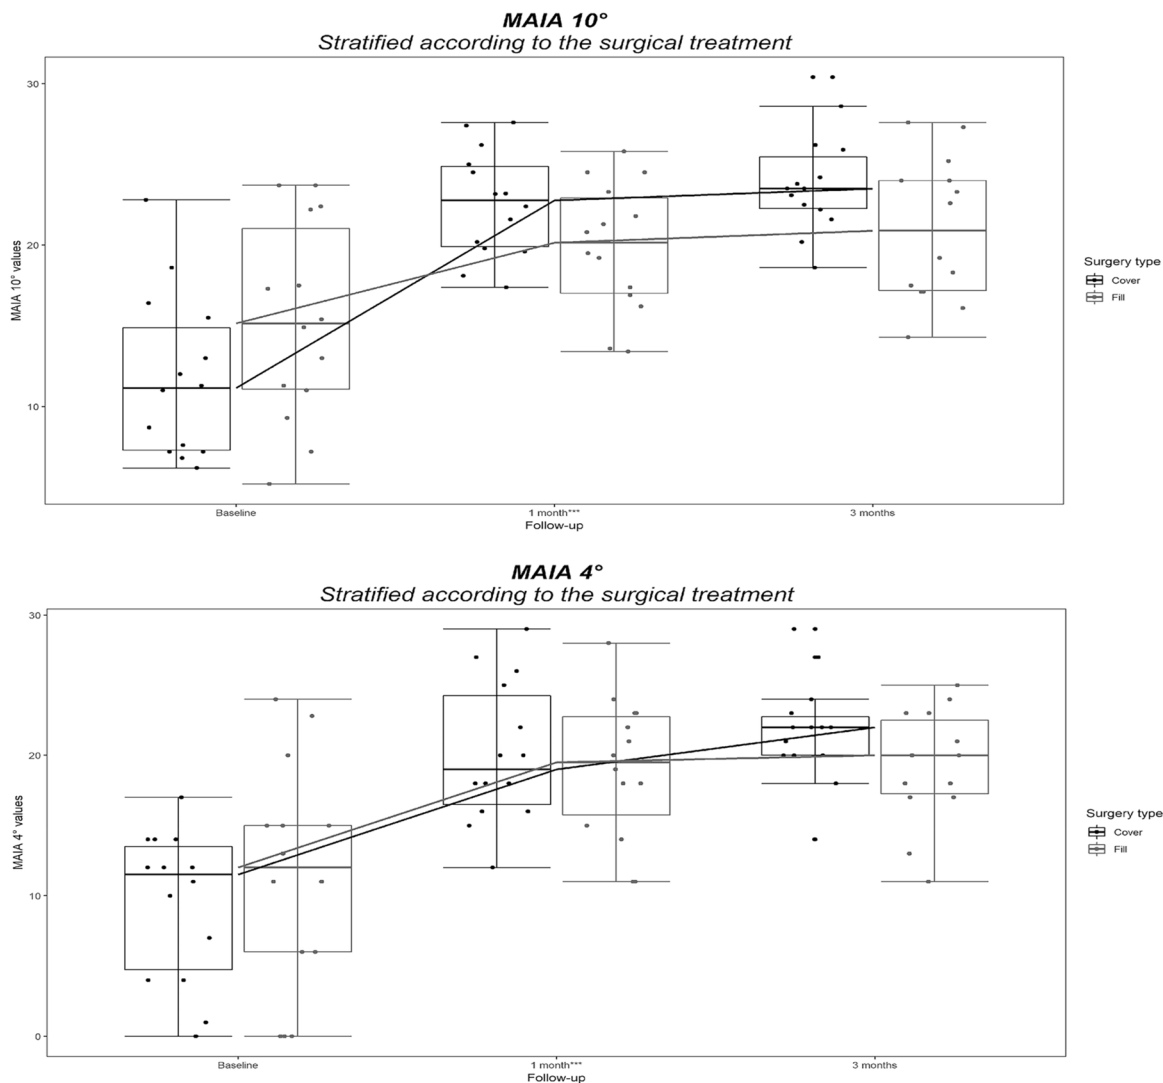 MAIA 10°
Stratified according to the surgical treatment
30
20
10
MAIA 10° values
Baseline
1 month***
3 months
Follow-up
Surgery type
Cover
Fill
MAIA 4°
Stratified according to the surgical treatment
30
20
10
0
MAIA 4° values
Baseline
1 month***
3 months
Follow-up
Surgery type
Cover
Fill